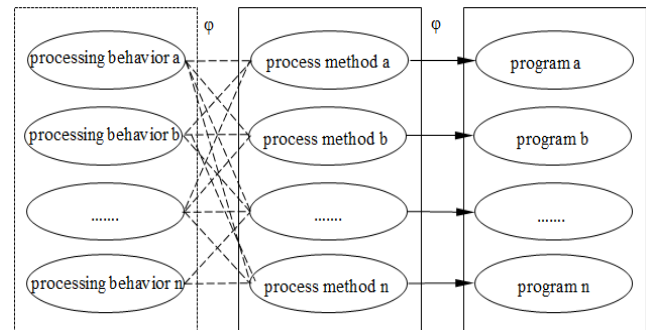 φ φ
processing behavior a process method a program a
processing behavior b process method b program b
....... ....... .......
processing behavior n process method n program n